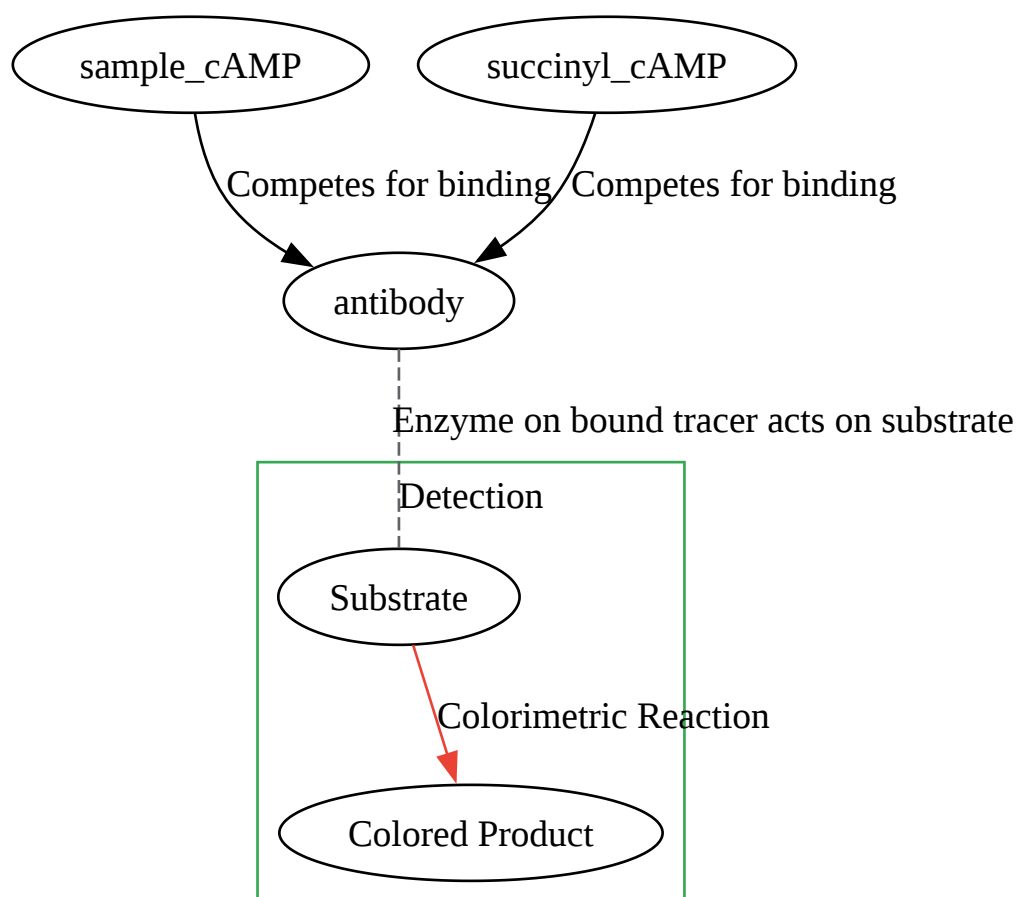 sample_cAMP
succinyl_cAMP
Competes for binding
Competes for binding
antibody
Enzyme on bound tracer acts on substrate
Detection
Substrate
Colorimetric Reaction
Colored Product